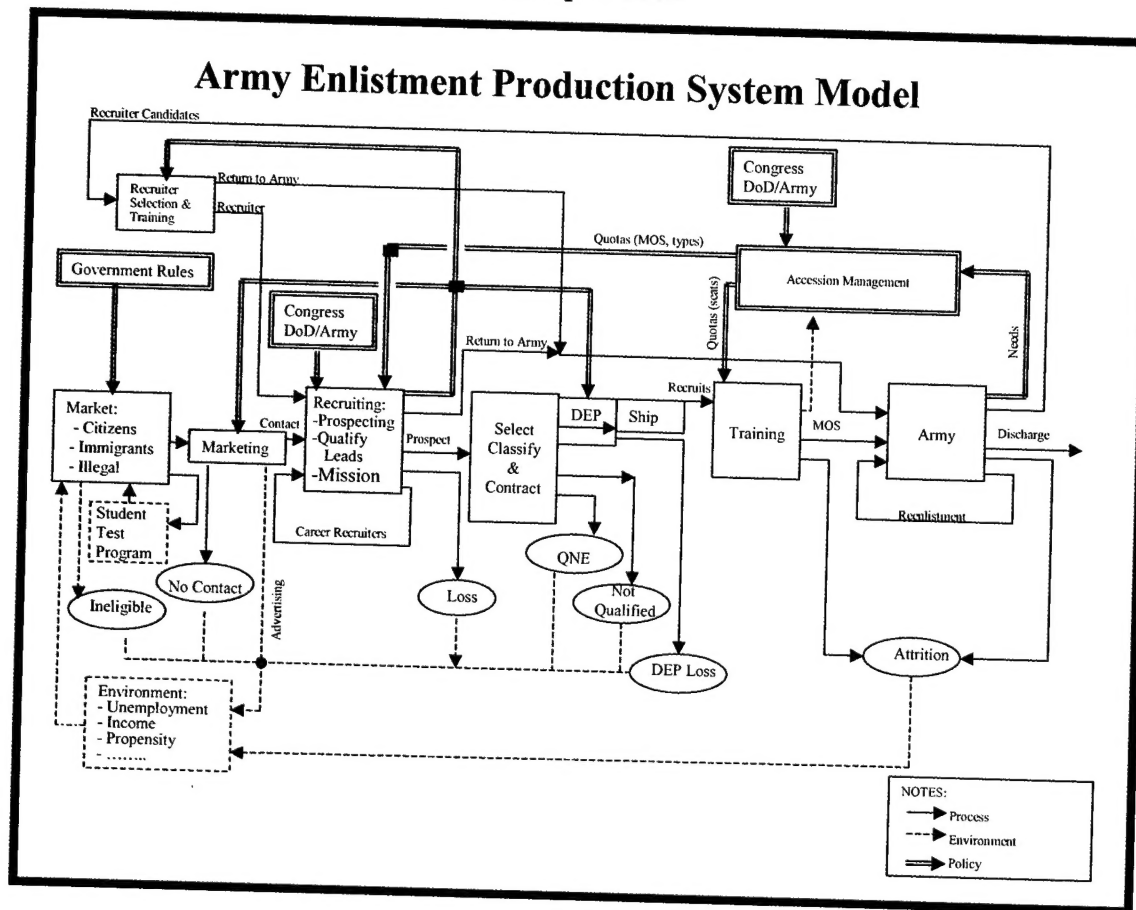 Army Enlistment Production System Model
Recruiter Candidates
Recruiter
Selection &
Training
Return to Army
Recruiter
Congress
DoD/Army
Quotas (MOS, types)
Accession Management
Government Rules
Congress
DoD/Army
Quotas (seats)
Needs
Return to Army
Market:
- Citizens
- Immigrants
- Illegal
Marketing
Contact
Recruiting:
-Prospecting
-Qualify
Leads
-Mission
Prospect
Select
Classify
&
Contract
DEP
Ship
Recruits
Training
MOS
Army
Discharge
Student
Test
Program
Career Recruiters
Reenlistment
QNE
Ineligible
No Contact
Advertising
Loss
Not
Qualified
DEP Loss
Attrition
Environment:
- Unemployment
- Income
- Propensity
- ........
NOTES:
Process
Environment
Policy